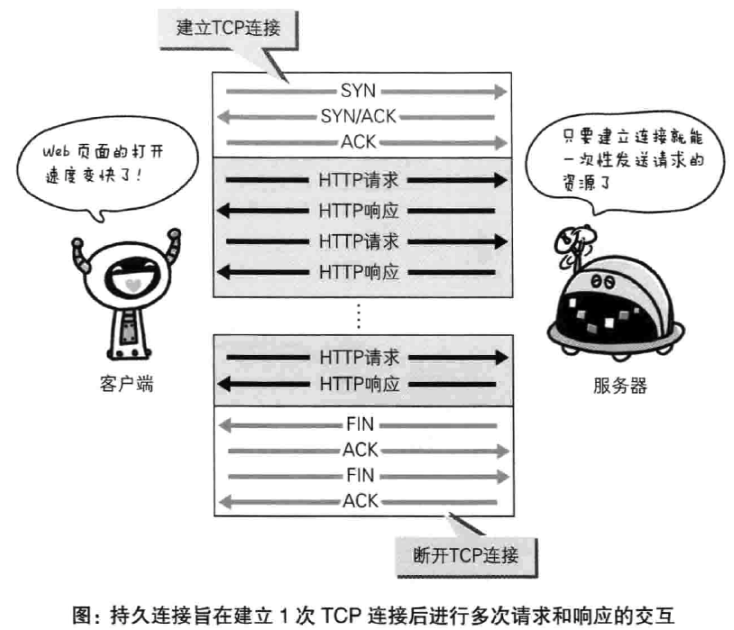 建立TCP连接
SYN
SYN/ACK
ACK
Web 页面的打开
速度变快了！
只要建立连接就能
一次性发送请求的
资源了
HTTP请求
HTTP响应
HTTP请求
HTTP响应
HTTP请求
HTTP响应
客户端
服务器
FIN
ACK
FIN
ACK
断开TCP连接
图：持久连接旨在建立 1 次 TCP 连接后进行多次请求和响应的交互